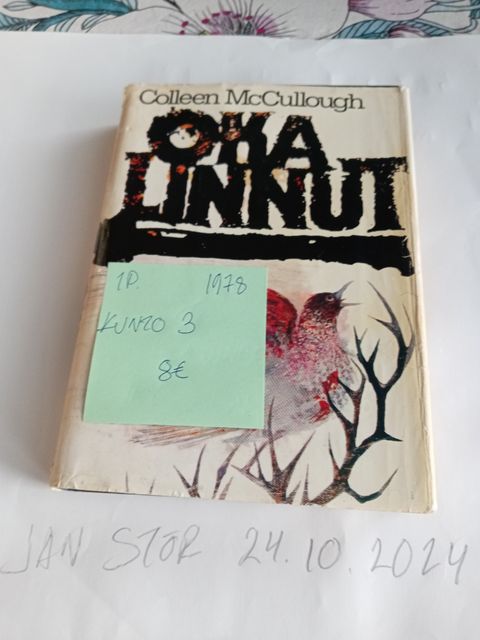 Colleen McCullough
OKA
LINNUT
1P. 1978
KUNTO 3
8€
JAN STOR 24.10.2024